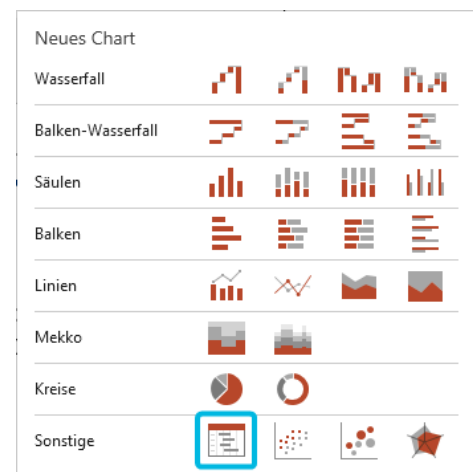 Neues Chart
Wasserfall
Balken-Wasserfall
Säulen
Balken
Linien
Mekko
Kreise
Sonstige